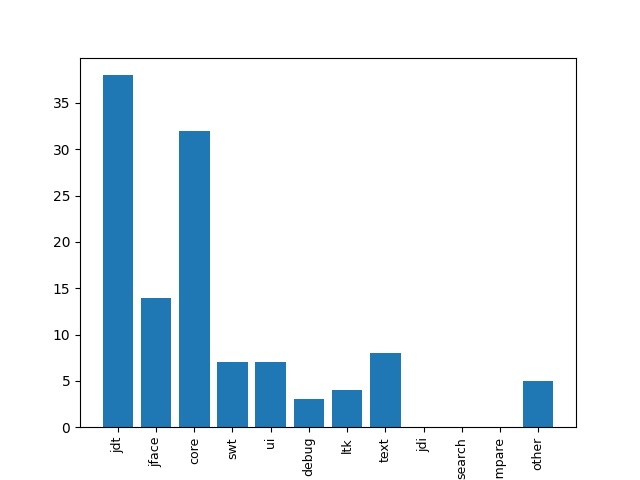 35
30
25
20
15
10
5
0
jdt
jface
core
swt
ui
debug
ltk
text
jdi
search
mpare
other